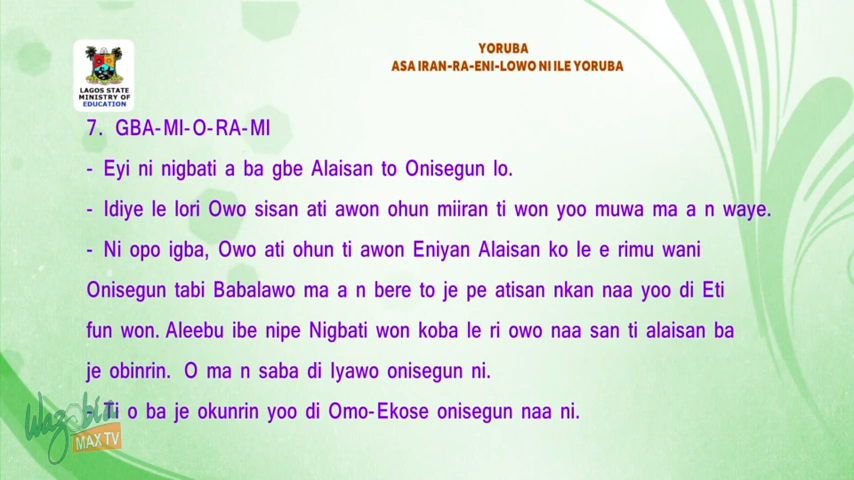 YORUBA
ASA IRAN-RA-ENI-LOWO NI ILE YORUBA
LAGOS STATE
MINISTRY OF
EDUCATION
7. GBA-MI-O-RA-MI
- Eyi ni nigbati a ba gbe Alaisan to Onisegun lo.
- Idiye le lori Owo sisan ati awon ohun miiran ti won yoo muwa ma a n waye.
- Ni opo igba, Owo ati ohun ti awon Eniyan Alaisan ko le e rimu wani
Onisegun tabi Babalawo ma a n bere to je pe atisan nkan naa yoo di Eti
fun won. Aleebu ibe nipe Nigbati won koba le ri owo naa san ti alaisan ba
je obinrin. O ma n saba di Iyawo onisegun ni.
- Ti o ba je okunrin yoo di Omo-Ekose onisegun naa ni.
Wazobia
MAX TV